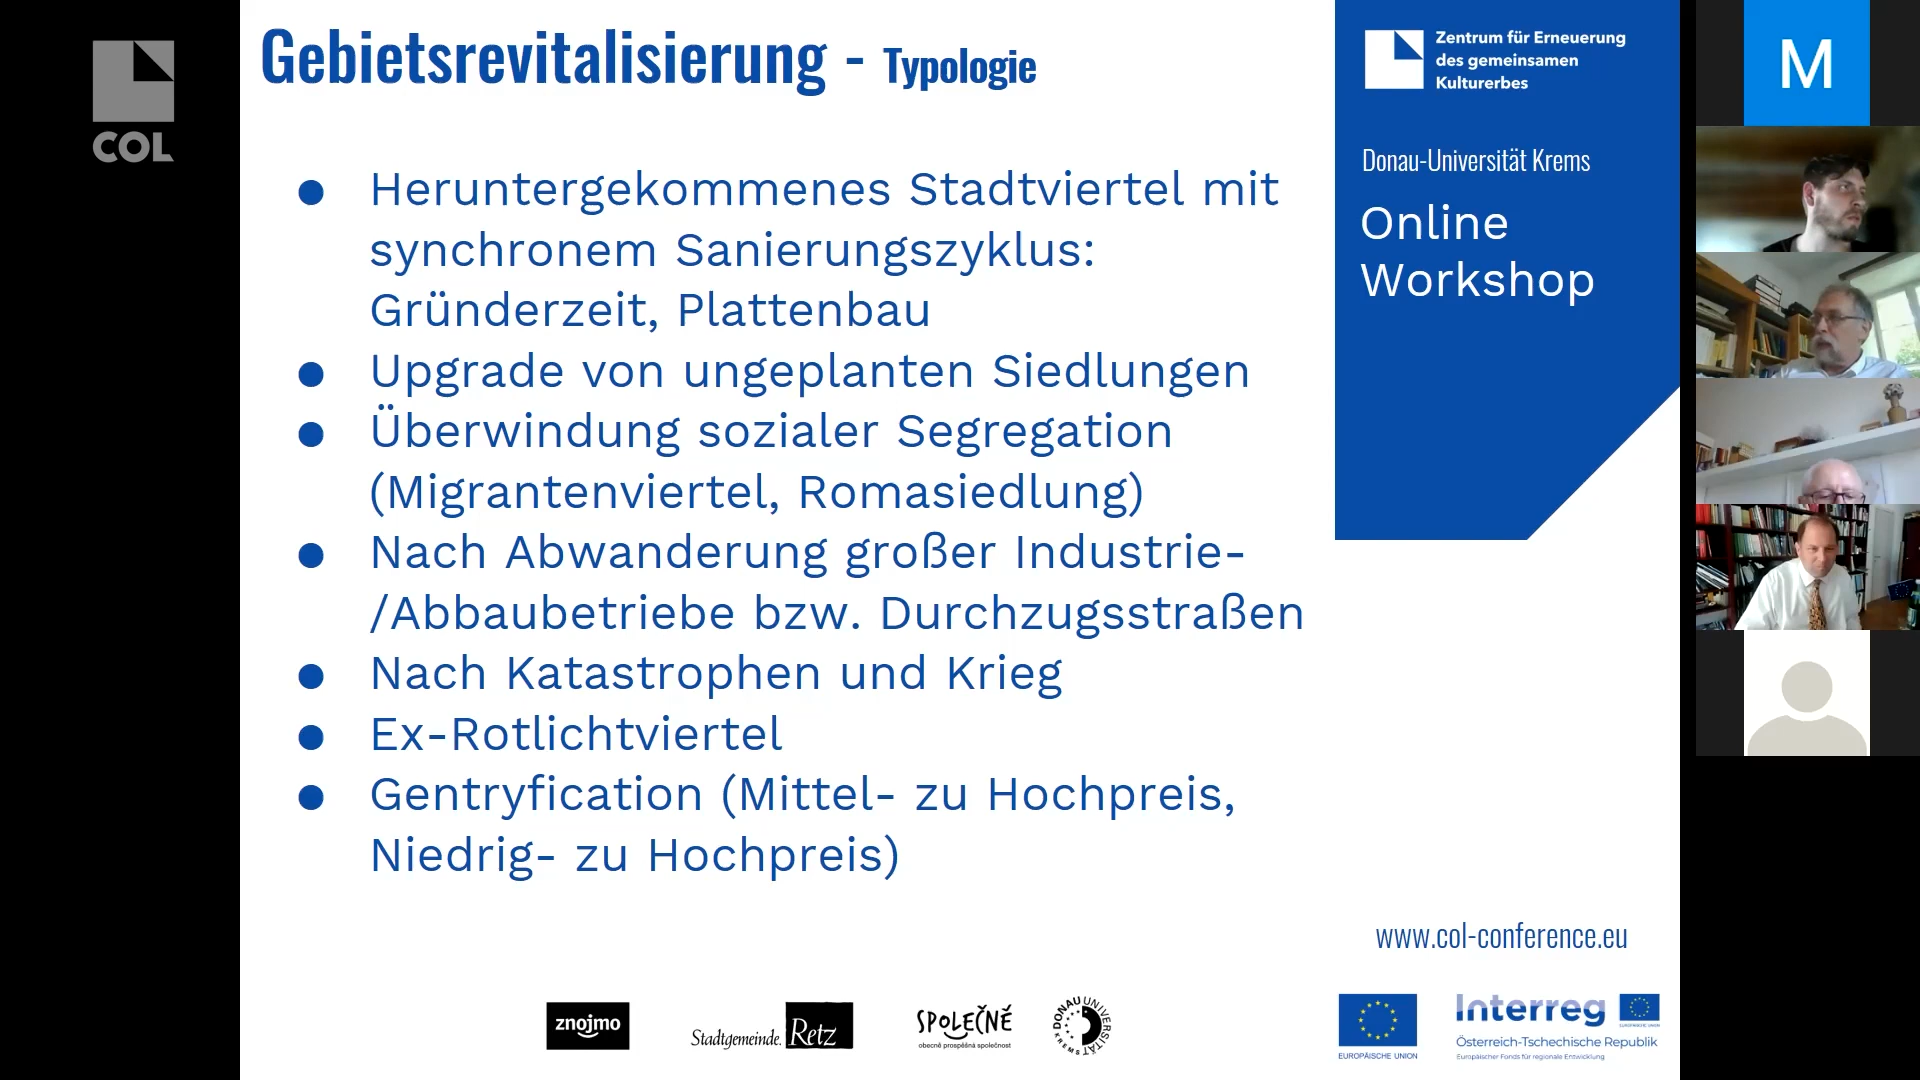 COL
Gebietsrevitalisierung - Typologie
● Heruntergekommenes Stadtviertel mit
synchronem Sanierungszyklus:
Gründerzeit, Plattenbau
● Upgrade von ungeplanten Siedlungen
● Überwindung sozialer Segregation
(Migrantenviertel, Romasiedlung)
● Nach Abwanderung großer Industrie-
/Abbaubetriebe bzw. Durchzugsstraßen
● Nach Katastrophen und Krieg
● Ex-Rotlichtviertel
● Gentryfication (Mittel- zu Hochpreis,
Niedrig- zu Hochpreis)
Zentrum für Erneuerung
des gemeinsamen
Kulturerbes
Donau-Universität Krems
Online
Workshop
www.col-conference.eu
M
znojmo
Stadtgemeinde Retz
SPOLEČNĚ
obecně prospěšná společnost
DONAU UNIVERSITÄT KREMS
EUROPÄISCHE UNION
Interreg
EUROPÄISCHE UNION
Österreich-Tschechische Republik
Europäischer Fonds für regionale Entwicklung